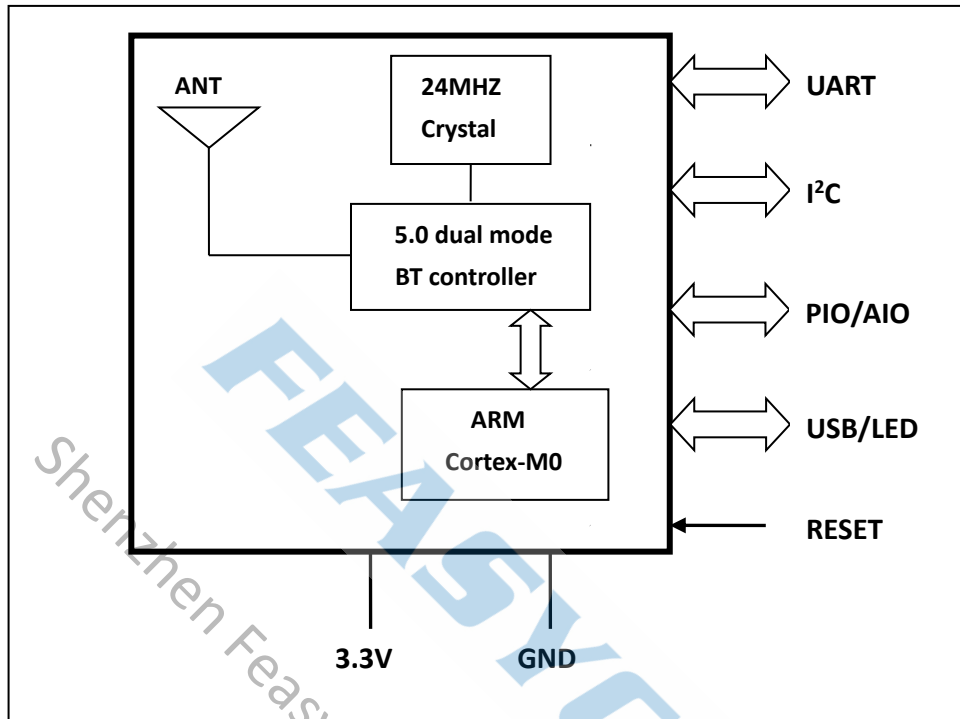 ANT
24MHZ
Crystal
5.0 dual mode
BT controller
ARM
Cortex-M0
UART
I²C
PIO/AIO
USB/LED
RESET
3.3V
GND
Shenzhen Feasy
FEASYC